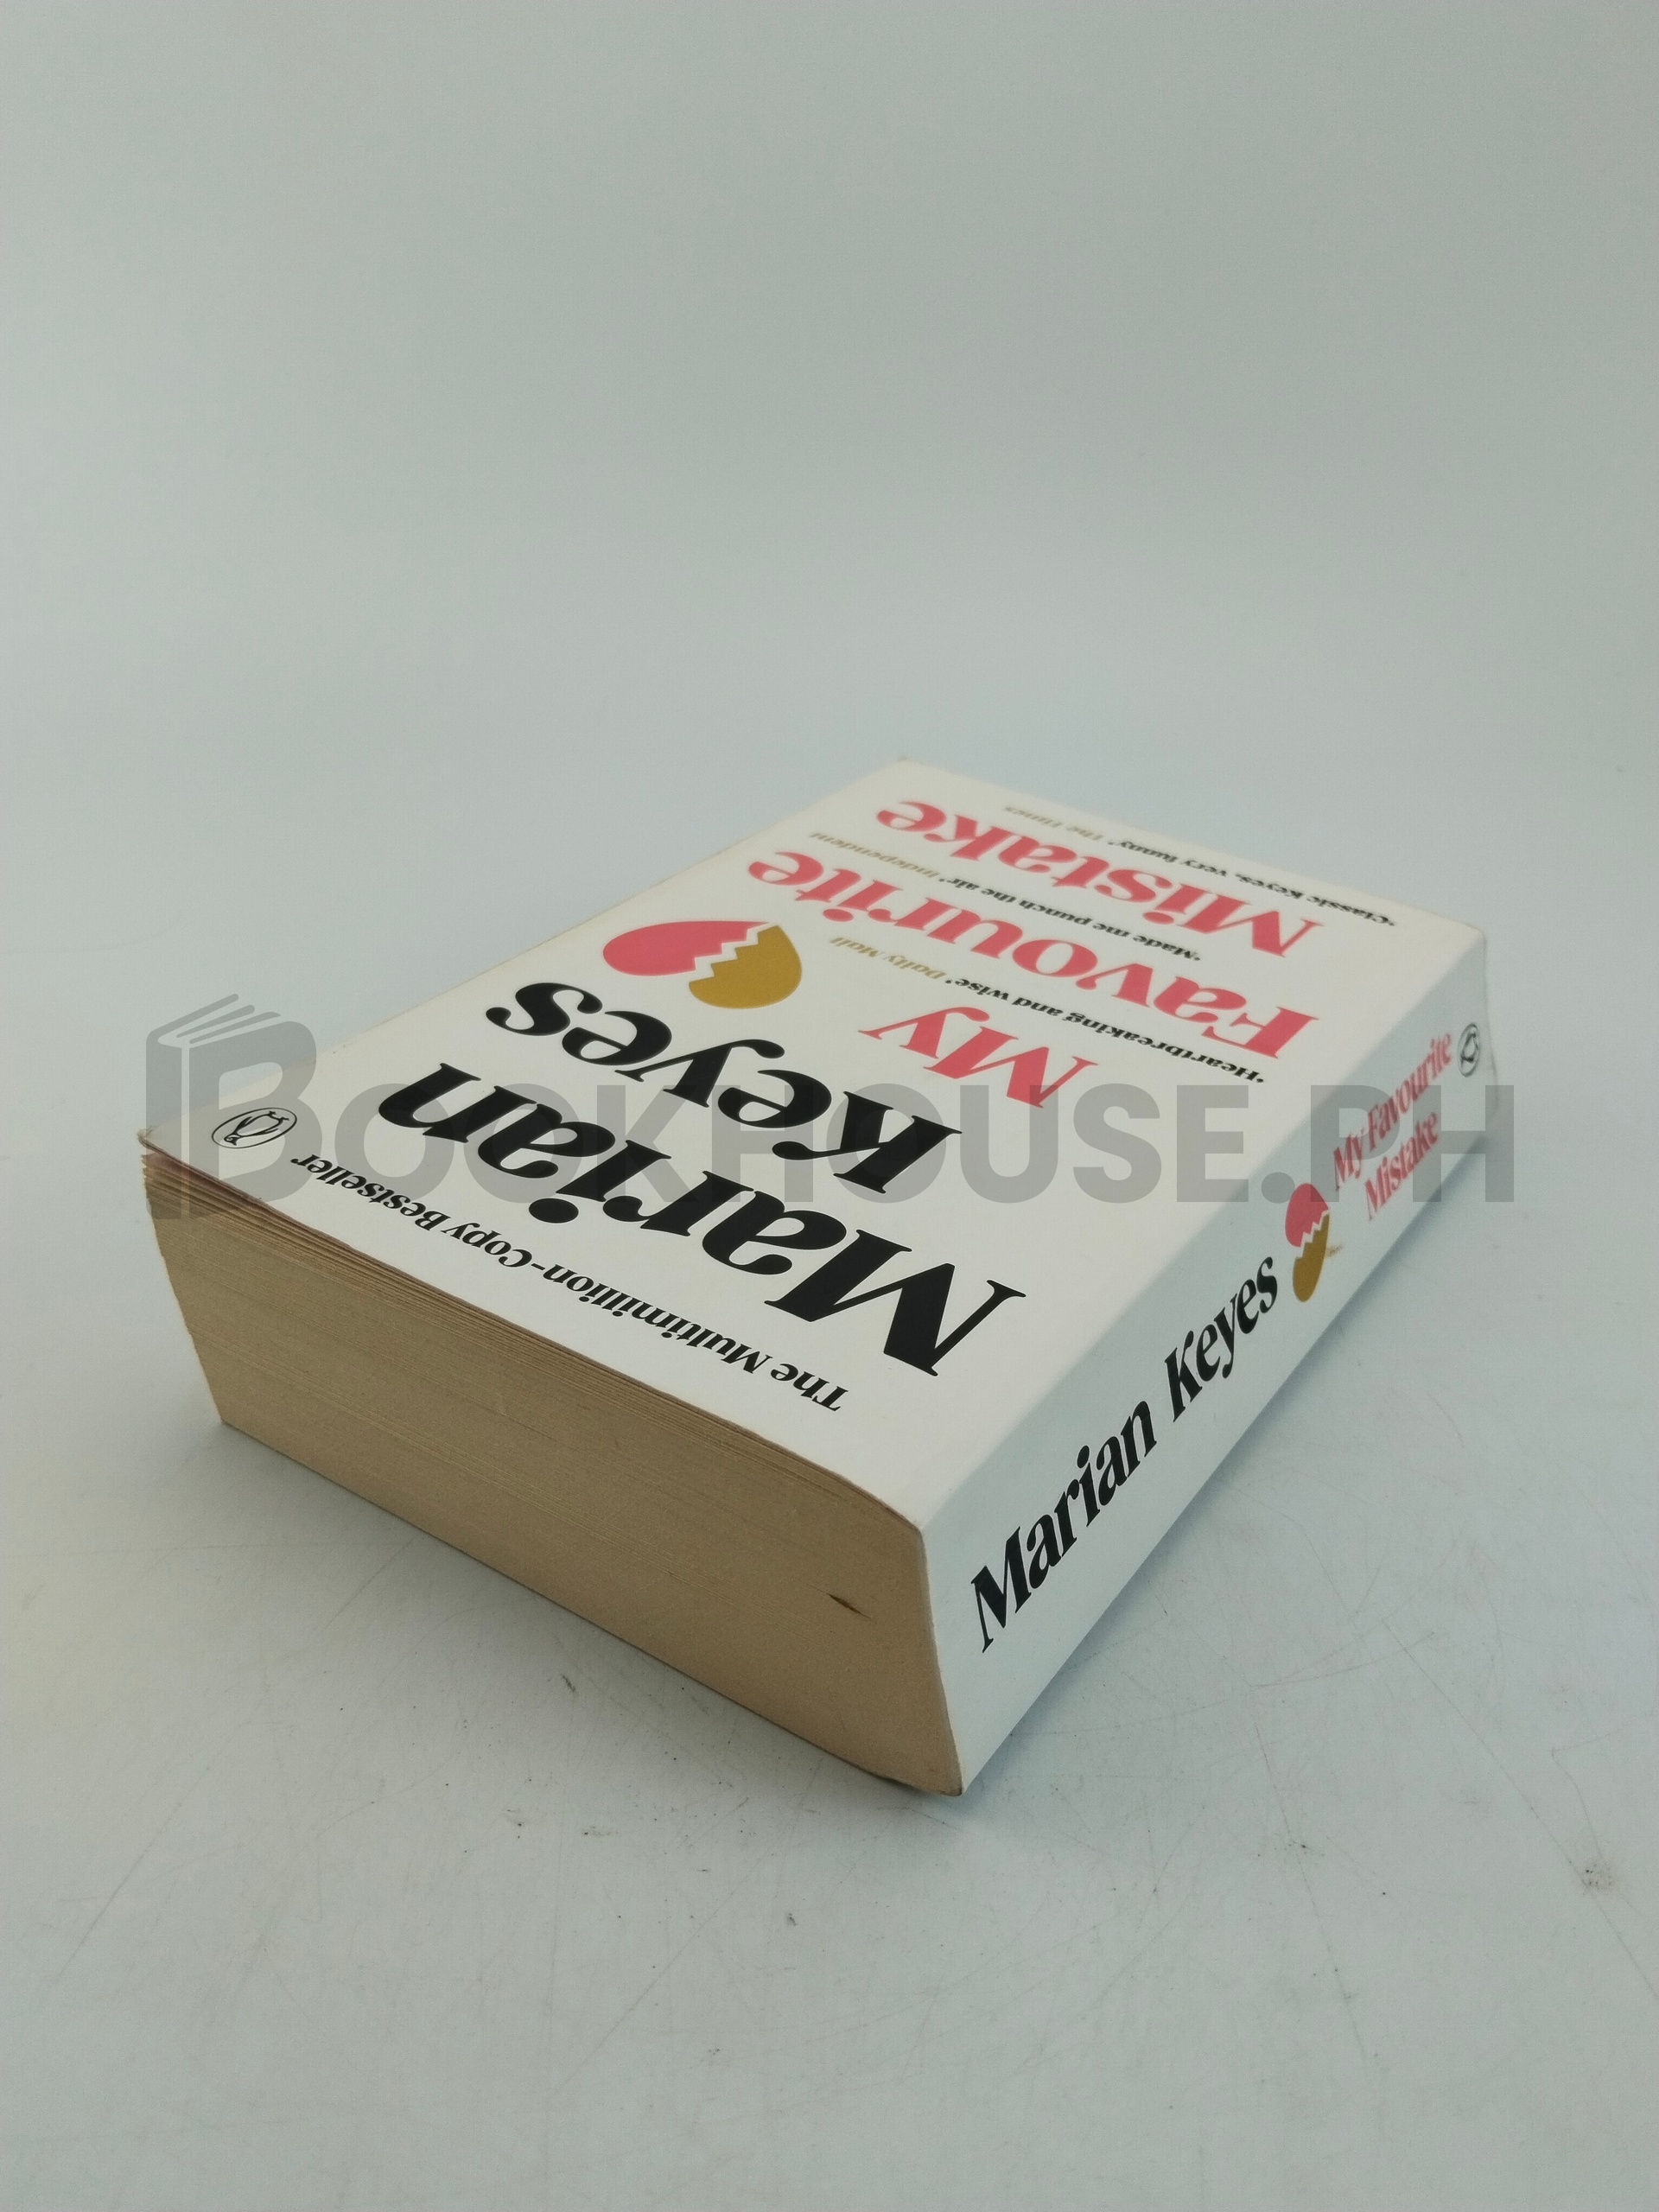 The Multimillion-Copy Bestseller
Marian
Keyes
My
'Heartbreaking and wise' Daily Mail
Favourite
'Made me punch the air' Independent
Mistake
'Classic Keyes, very funny' The Times
Marian Keyes
My Favourite
Mistake
BOOKHOUSE.PH